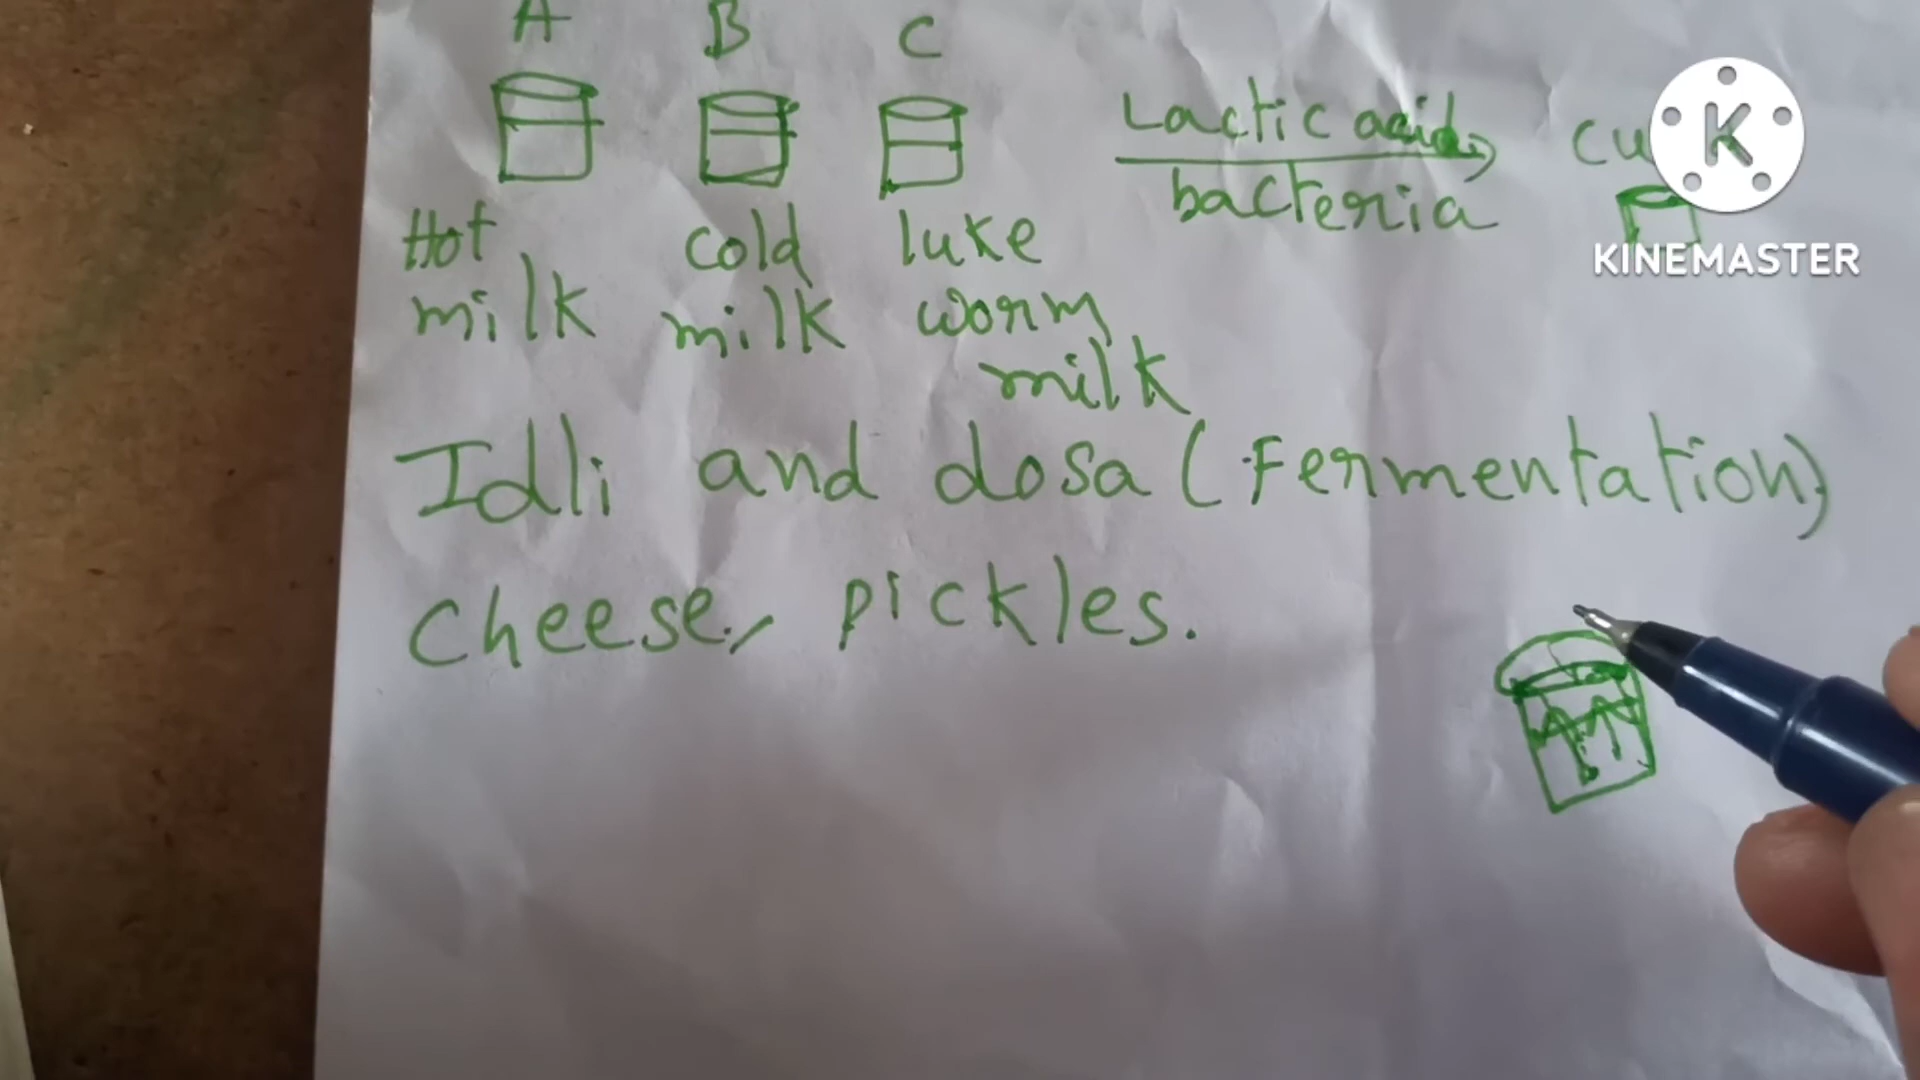 A B C
Lactic acid
bacteria
Hot cold luke
milk milk worm
milk
Idli and dosa (Fermentation)
cheese, pickles.
K
KINEMASTER